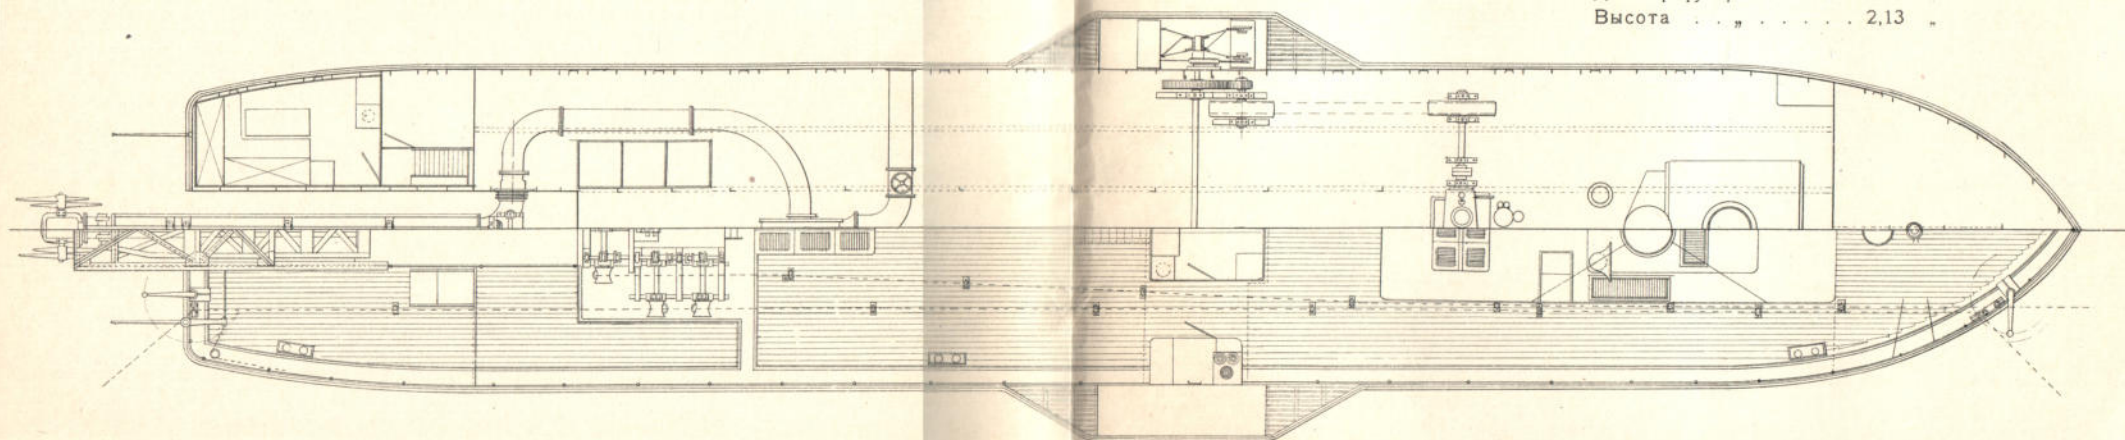 Высота . . „ . . . . . . 2,13 „